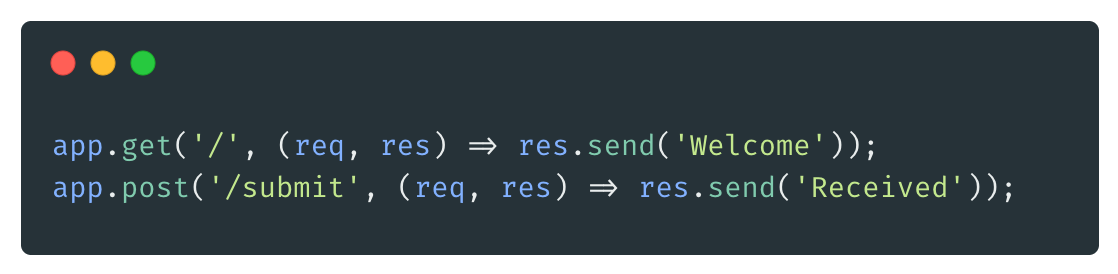 app.get('/', (req, res) => res.send('Welcome'));
app.post('/submit', (req, res) => res.send('Received'));